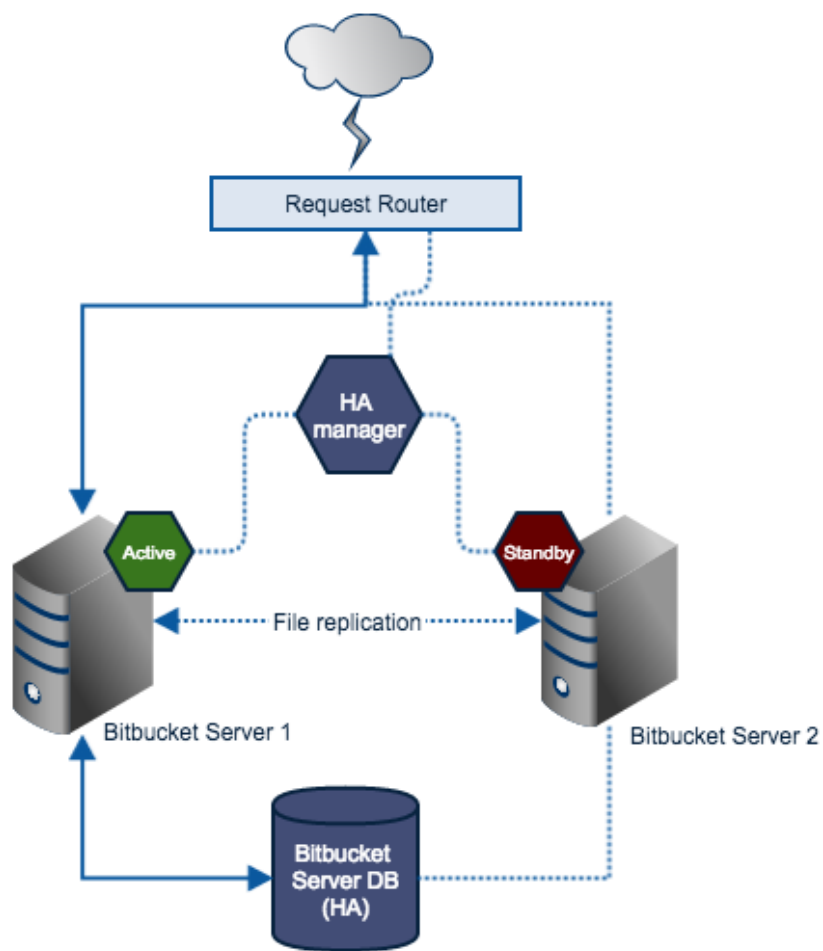 Request Router
HA
manager
Active
Standby
File replication
Bitbucket Server 1
Bitbucket Server 2
Bitbucket
Server DB
(HA)